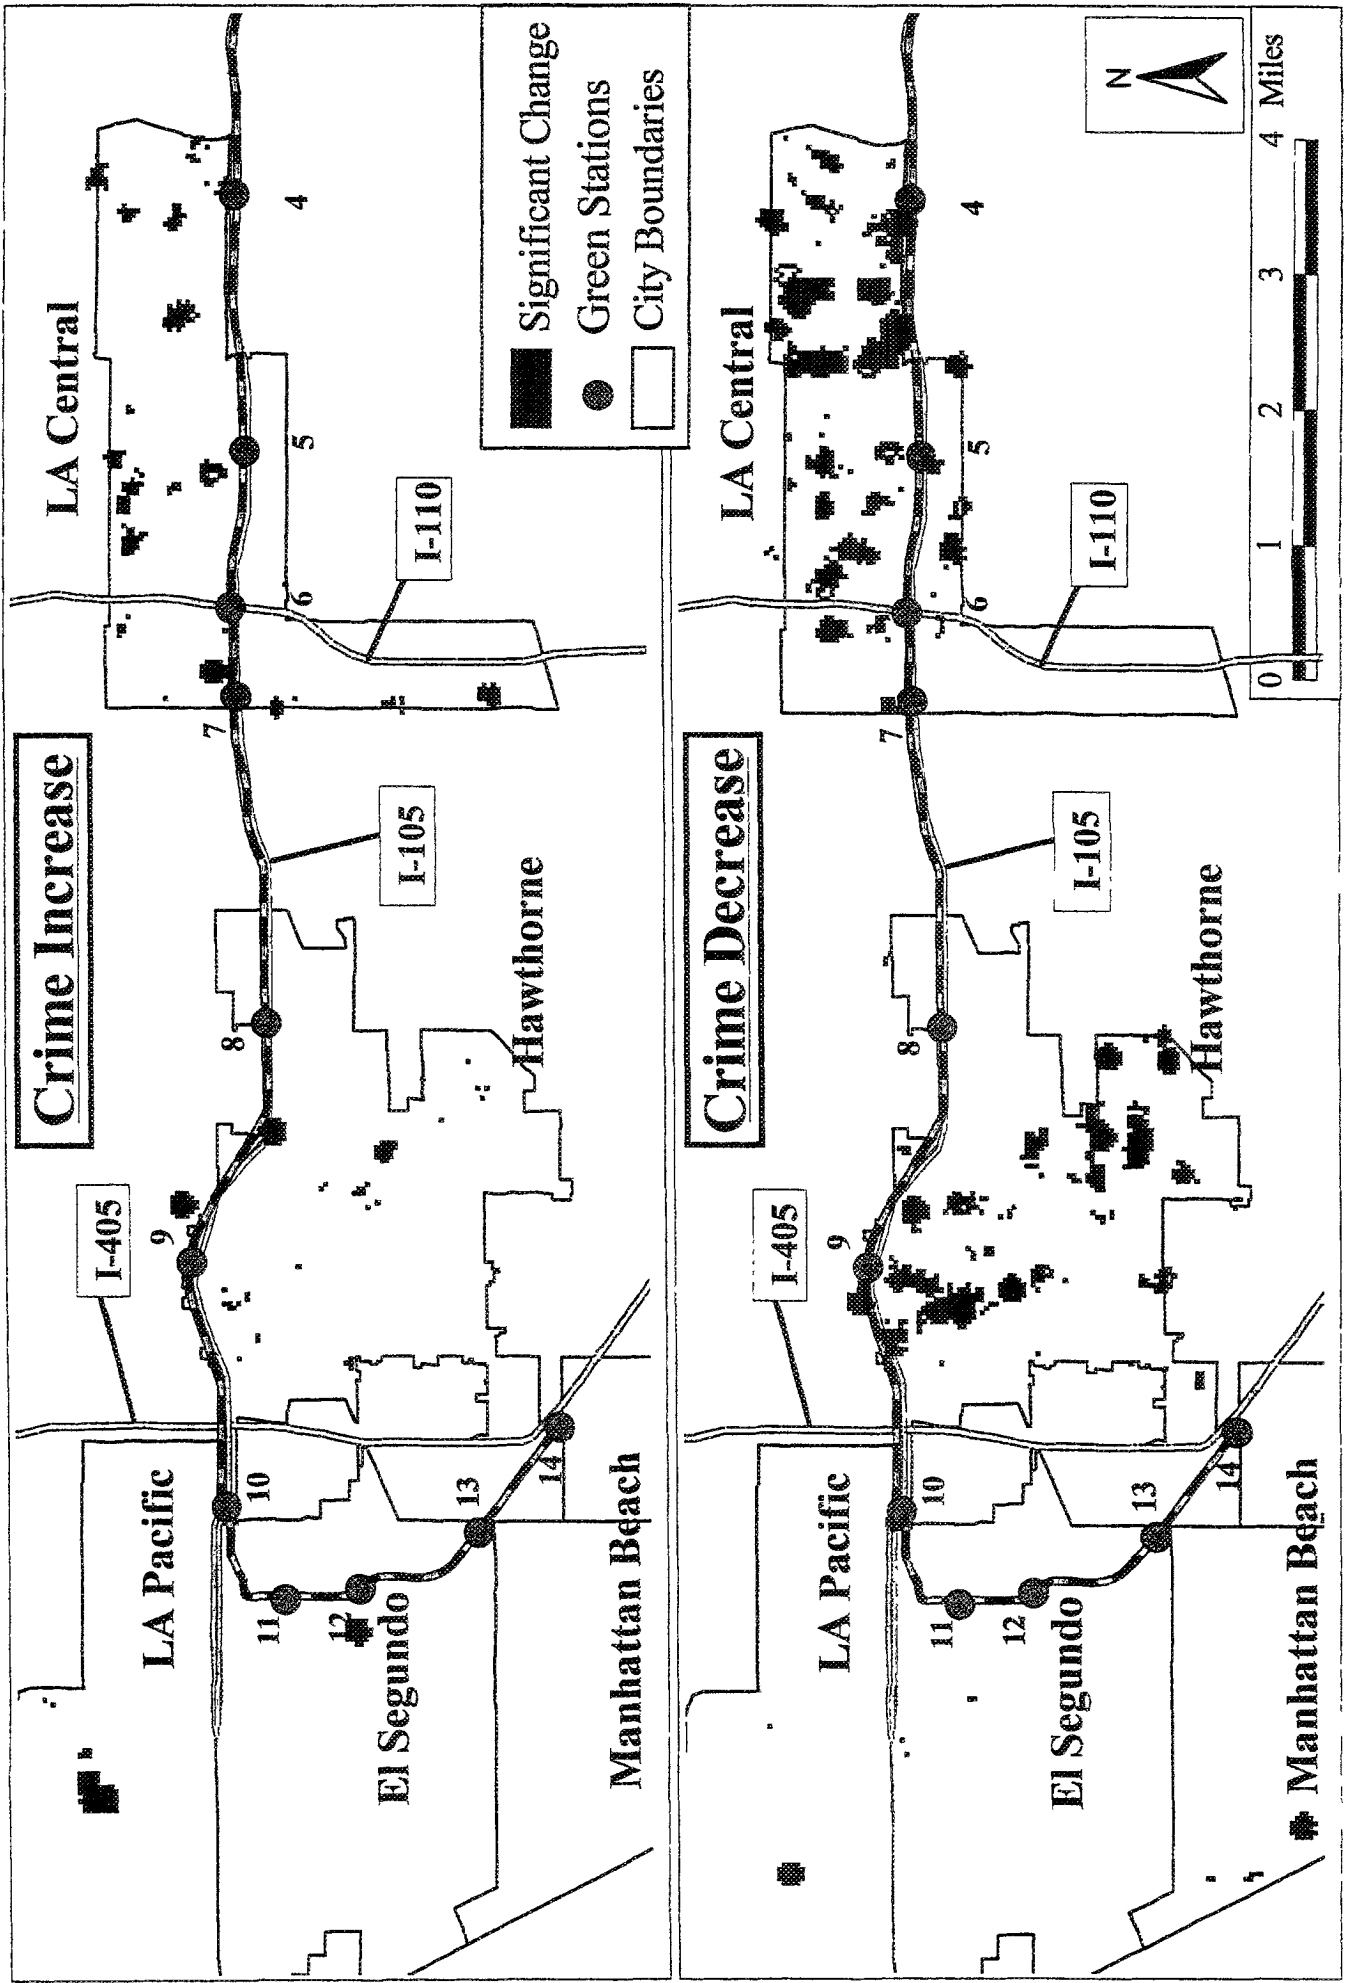 Crime Increase
LA Pacific
I-405
LA Central
9
8
7
6
5
4
10
11
12
13
14
I-105
I-110
El Segundo
Hawthorne
Manhattan Beach
Significant Change
Green Stations
City Boundaries
Crime Decrease
LA Pacific
I-405
LA Central
9
8
7
6
5
4
10
11
12
13
14
I-105
I-110
El Segundo
Hawthorne
Manhattan Beach
N
0 1 2 3 4 Miles